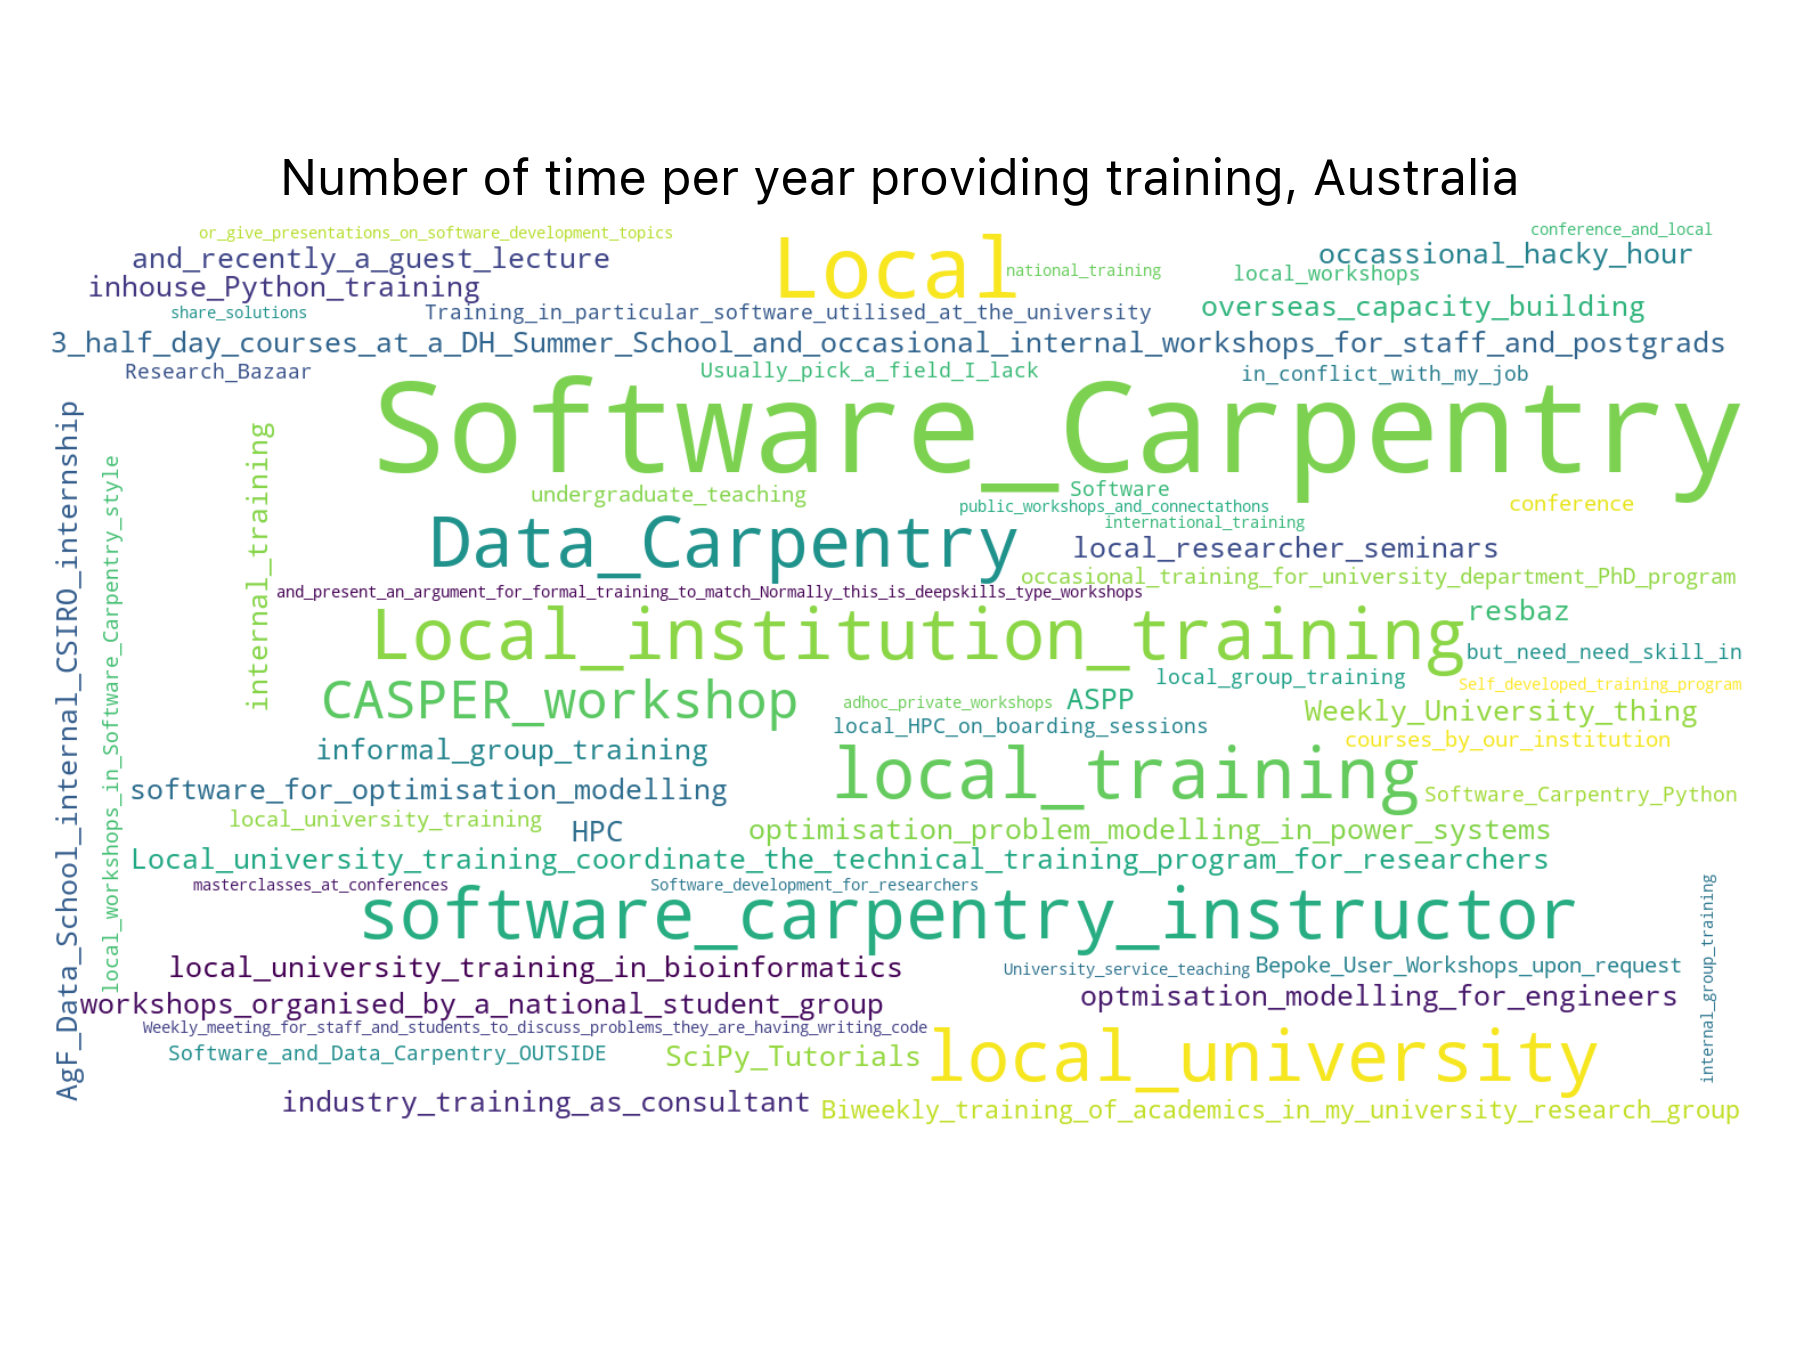 Number of time per year providing training, Australia
or_give_presentations_on_software_development_topics
conference_and_local
and_recently_a_guest_lecture
Local
national_training
occassional_hacky_hour
local_workshops
inhouse_Python_training
share_solutions
Training_in_particular_software_utilised_at_the_university
overseas_capacity_building
3_half_day_courses_at_a_DH_Summer_School_and_occasional_internal_workshops_for_staff_and_postgrads
Research_Bazaar
Usually_pick_a_field_I_lack
in_conflict_with_my_job
AgF_Data_School_internal_CSIRO_internship
local_workshops_in_Software_Carpentry_style
internal_training
Software_Carpentry
undergraduate_teaching
Software
public_workshops_and_connectathons
conference
international_training
Data_Carpentry
local_researcher_seminars
occasional_training_for_university_department_PhD_program
and_present_an_argument_for_formal_training_to_match_Normally_this_is_deepskills_type_workshops
resbaz
Local_institution_training
but_need_need_skill_in
local_group_training
Self_developed_training_program
CASPER_workshop
adhoc_private_workshops
ASPP
Weekly_University_thing
local_HPC_on_boarding_sessions
courses_by_our_institution
informal_group_training
local_training
software_for_optimisation_modelling
Software_Carpentry_Python
local_university_training
HPC
optimisation_problem_modelling_in_power_systems
Local_university_training_coordinate_the_technical_training_program_for_researchers
masterclasses_at_conferences
Software_development_for_researchers
software_carpentry_instructor
internal_group_training
local_university_training_in_bioinformatics
University_service_teaching
Bepoke_User_Workshops_upon_request
workshops_organised_by_a_national_student_group
optmisation_modelling_for_engineers
Weekly_meeting_for_staff_and_students_to_discuss_problems_they_are_having_writing_code
Software_and_Data_Carpentry_OUTSIDE
SciPy_Tutorials
local_university
industry_training_as_consultant
Biweekly_training_of_academics_in_my_university_research_group